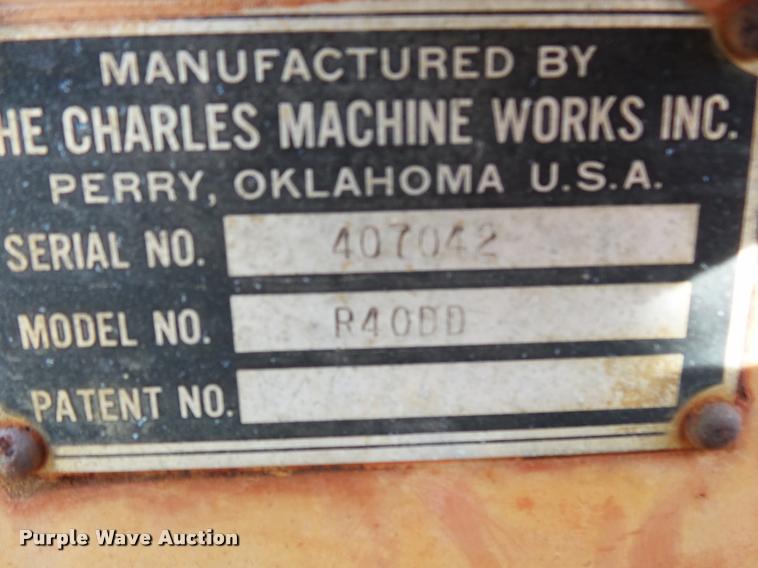 MANUFACTURED BY
HE CHARLES MACHINE WORKS INC.
PERRY, OKLAHOMA U.S.A.
SERIAL NO. 407042
MODEL NO. R40DD
PATENT NO.
Purple Wave Auction